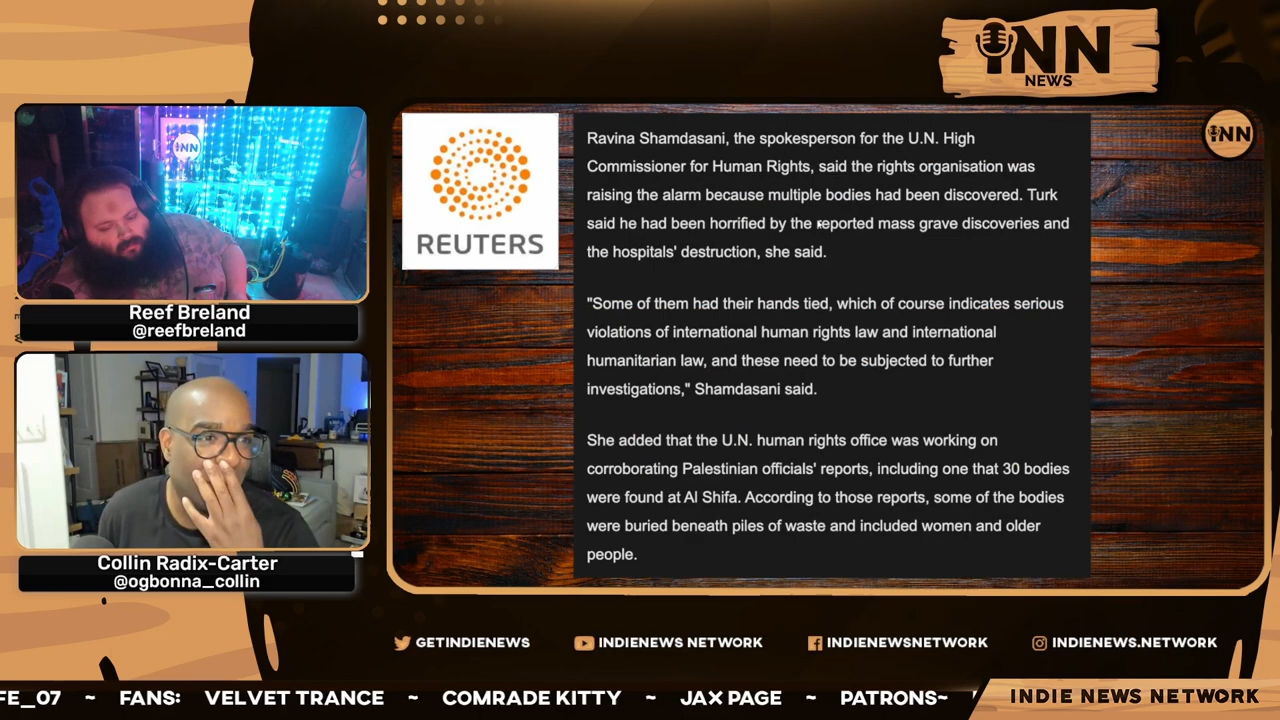 INN
NEWS
INN
INN
Reef Breland
@reefbreland
Collin Radix-Carter
@ogbonna_collin
REUTERS
Ravina Shamdasani, the spokesperson for the U.N. High
Commissioner for Human Rights, said the rights organisation was
raising the alarm because multiple bodies had been discovered. Turk
said he had been horrified by the reported mass grave discoveries and
the hospitals' destruction, she said.
"Some of them had their hands tied, which of course indicates serious
violations of international human rights law and international
humanitarian law, and these need to be subjected to further
investigations," Shamdasani said.
She added that the U.N. human rights office was working on
corroborating Palestinian officials' reports, including one that 30 bodies
were found at Al Shifa. According to those reports, some of the bodies
were buried beneath piles of waste and included women and older
people.
GETINDIENEWS
INDIENEWS NETWORK
INDIENEWSNETWORK
INDIENEWS.NETWORK
FE_07 ~ FANS: VELVET TRANCE ~ COMRADE KITTY ~ JAX PAGE ~ PATRONS~
INDIE NEWS NETWORK